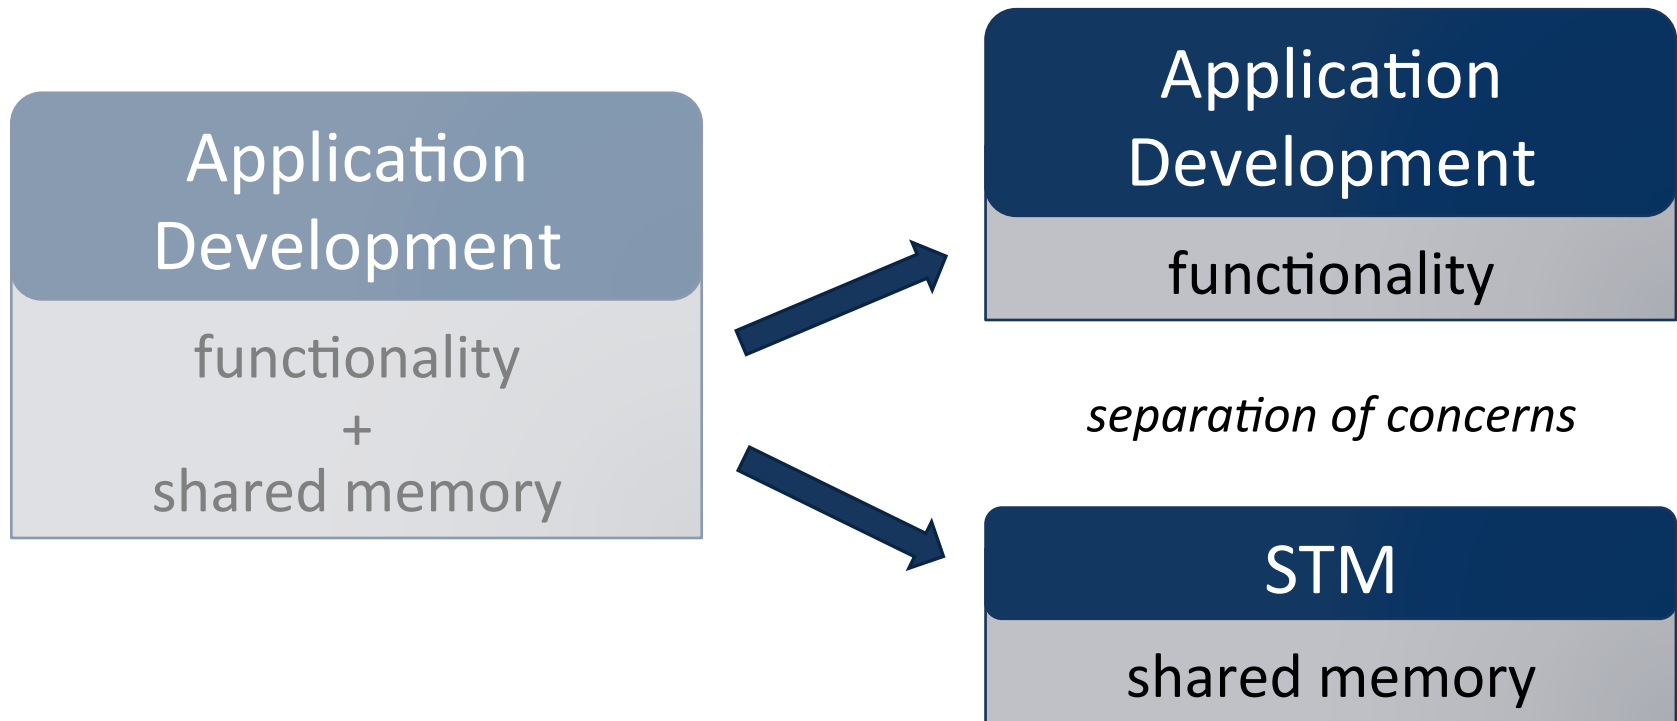 Application
Development
functionality
+
shared memory
Application
Development
functionality
separation of concerns
STM
shared memory